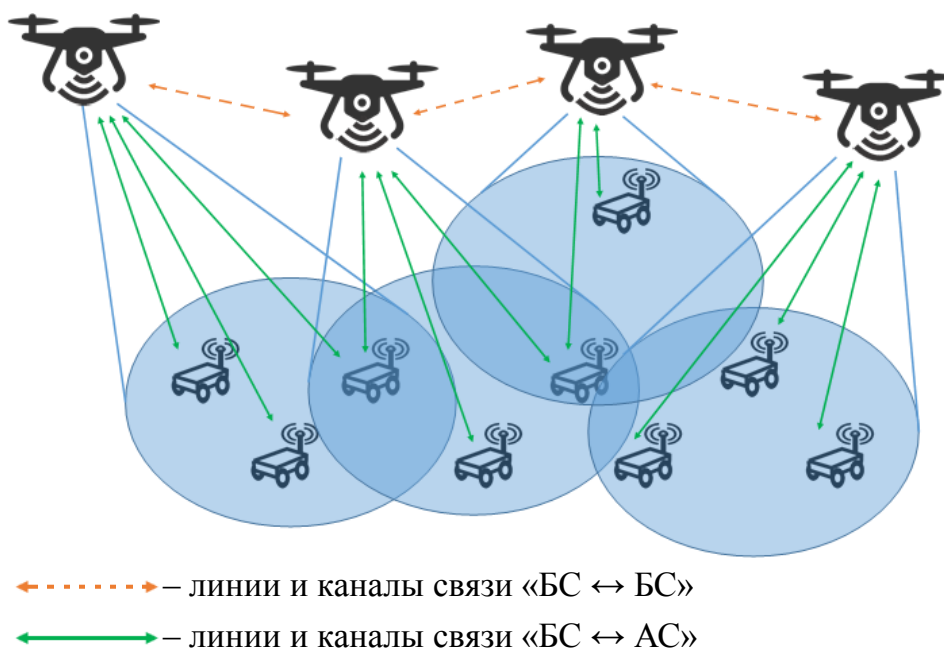 – линии и каналы связи «БС ↔ БС»
– линии и каналы связи «БС ↔ АС»